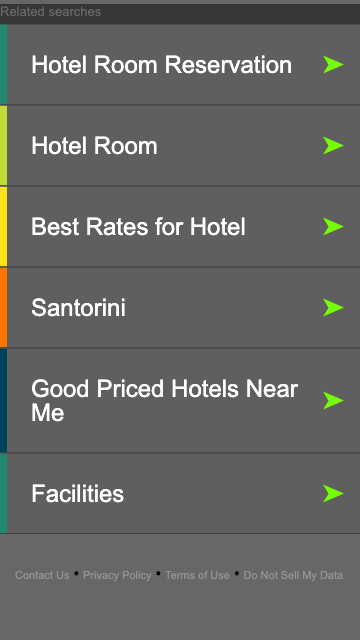 Related searches
Hotel Room Reservation
Hotel Room
Best Rates for Hotel
Santorini
Good Priced Hotels Near
Me
Facilities
Contact Us • Privacy Policy • Terms of Use • Do Not Sell My Data